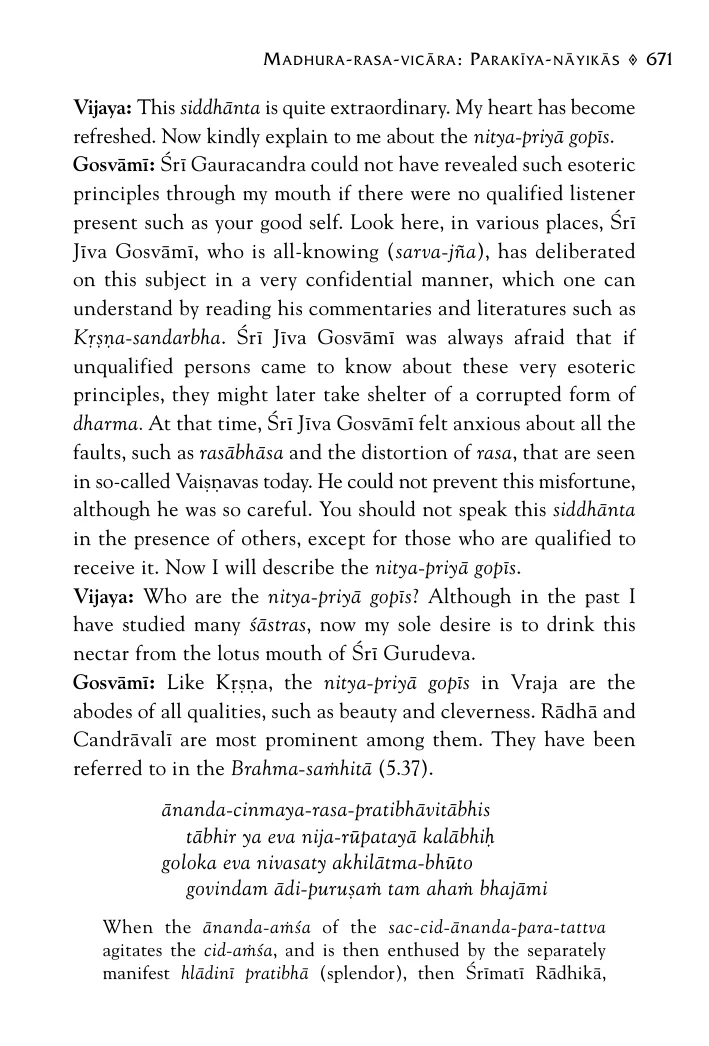 MADHURA-RASA-VICĀRA: PARAKĪYA-NĀYIKĀS ◈ 671
Vijaya: This siddhānta is quite extraordinary. My heart has become
refreshed. Now kindly explain to me about the nitya-priyā gopīs.
Gosvāmī: Śrī Gauracandra could not have revealed such esoteric
principles through my mouth if there were no qualified listener
present such as your good self. Look here, in various places, Śrī
Jīva Gosvāmī, who is all-knowing (sarva-jña), has deliberated
on this subject in a very confidential manner, which one can
understand by reading his commentaries and literatures such as
Kṛṣṇa-sandarbha. Śrī Jīva Gosvāmī was always afraid that if
unqualified persons came to know about these very esoteric
principles, they might later take shelter of a corrupted form of
dharma. At that time, Śrī Jīva Gosvāmī felt anxious about all the
faults, such as rasābhāsa and the distortion of rasa, that are seen
in so-called Vaiṣṇavas today. He could not prevent this misfortune,
although he was so careful. You should not speak this siddhānta
in the presence of others, except for those who are qualified to
receive it. Now I will describe the nitya-priyā gopīs.
Vijaya: Who are the nitya-priyā gopīs? Although in the past I
have studied many śāstras, now my sole desire is to drink this
nectar from the lotus mouth of Śrī Gurudeva.
Gosvāmī: Like Kṛṣṇa, the nitya-priyā gopīs in Vraja are the
abodes of all qualities, such as beauty and cleverness. Rādhā and
Candrāvalī are most prominent among them. They have been
referred to in the Brahma-saṁhitā (5.37).
ānanda-cinmaya-rasa-pratibhāvitābhis
tābhir ya eva nija-rūpatayā kalābhiḥ
goloka eva nivasaty akhilātma-bhūto
govindam ādi-puruṣaṁ tam ahaṁ bhajāmi
When the ānanda-aṁśa of the sac-cid-ānanda-para-tattva
agitates the cid-aṁśa, and is then enthused by the separately
manifest hlādinī pratibhā (splendor), then Śrīmatī Rādhikā,